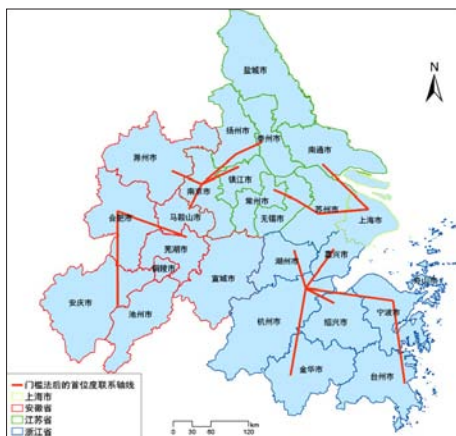 盐城市
N
扬州市
泰州市
南通市
滁州市
南京市
镇江市
常州市
苏州市
无锡市
上海市
合肥市
马鞍山市
芜湖市
铜陵市
宣城市
湖州市
嘉兴市
舟山市
安庆市
池州市
杭州市
绍兴市
宁波市
金华市
台州市
门槛法后的首位度联系轴线
上海市
安徽省
江苏省
浙江省
0 30 60 120
km